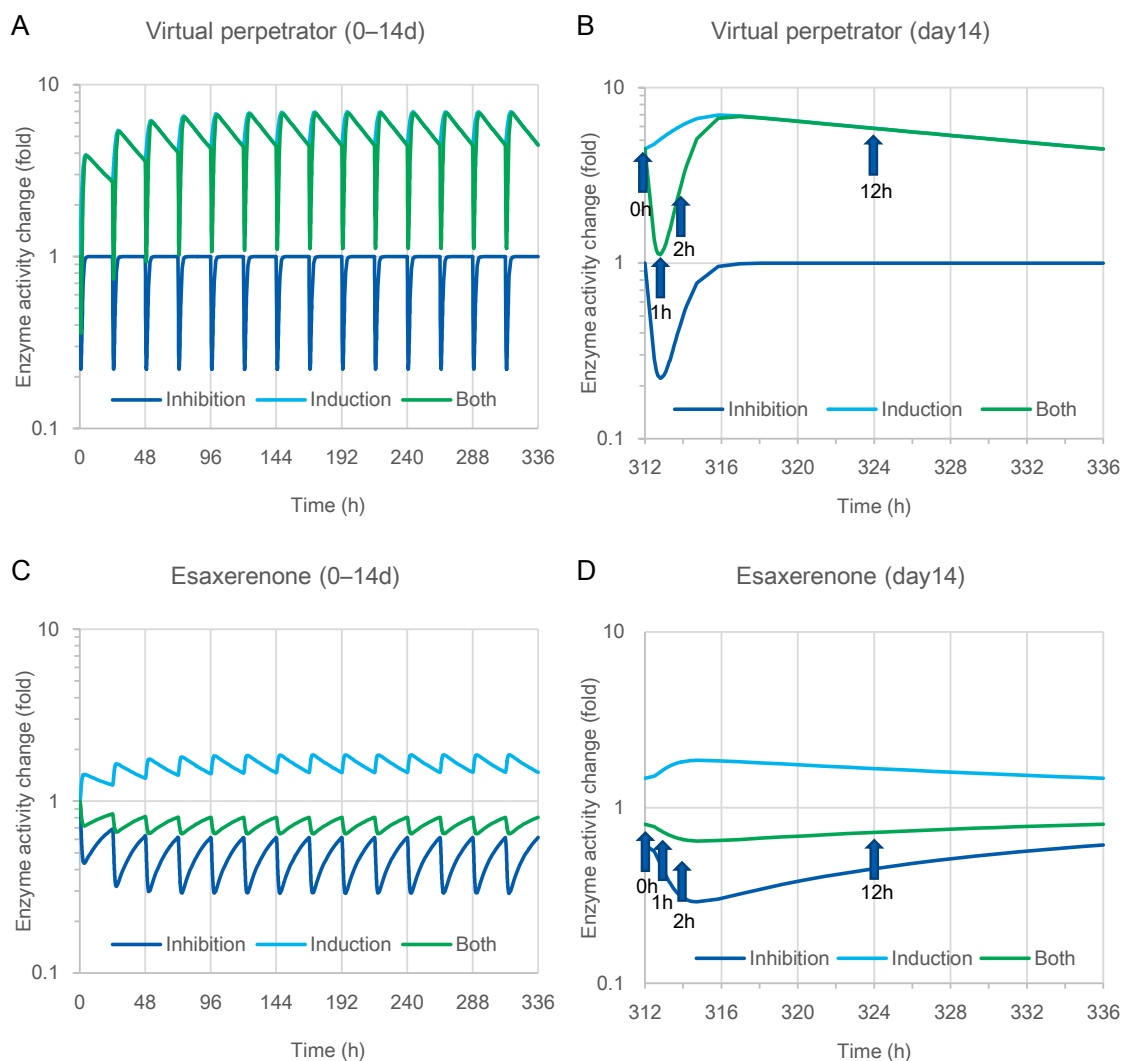 A
Virtual perpetrator (0–14d)
Enzyme activity change (fold)
10
1
0.1
Inhibition Induction Both
0 48 96 144 192 240 288 336
Time (h)
B
Virtual perpetrator (day14)
Enzyme activity change (fold)
10
0h
2h
12h
1
1h
Inhibition Induction Both
0.1
312 316 320 324 328 332 336
Time (h)
C
Esaxerenone (0–14d)
Enzyme activity change (fold)
10
1
Inhibition Induction Both
0.1
0 48 96 144 192 240 288 336
Time (h)
D
Esaxerenone (day14)
Enzyme activity change (fold)
10
1
0h
1h
2h
12h
Inhibition Induction Both
0.1
312 316 320 324 328 332 336
Time (h)